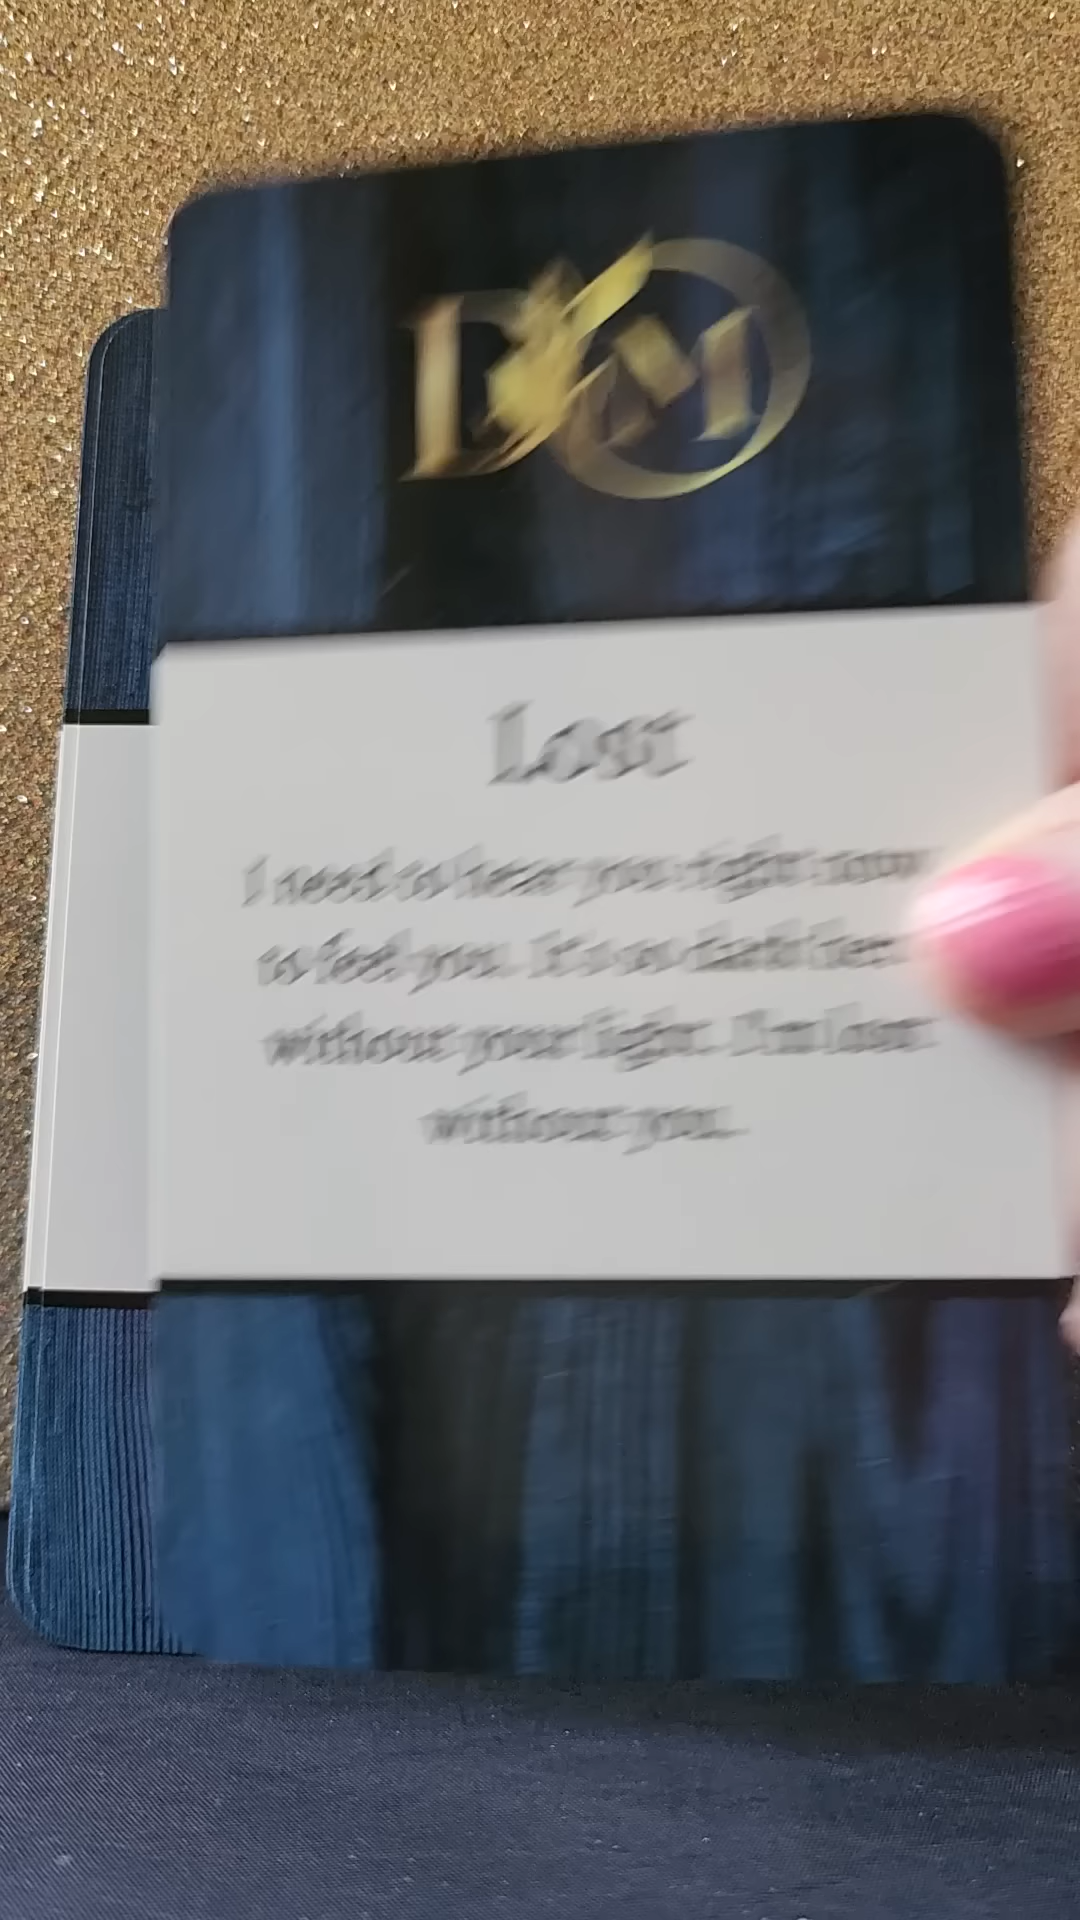 DM
Lost
I need to hear you right now
to feel you. It's so dark
without your light. I'm lost
without you.